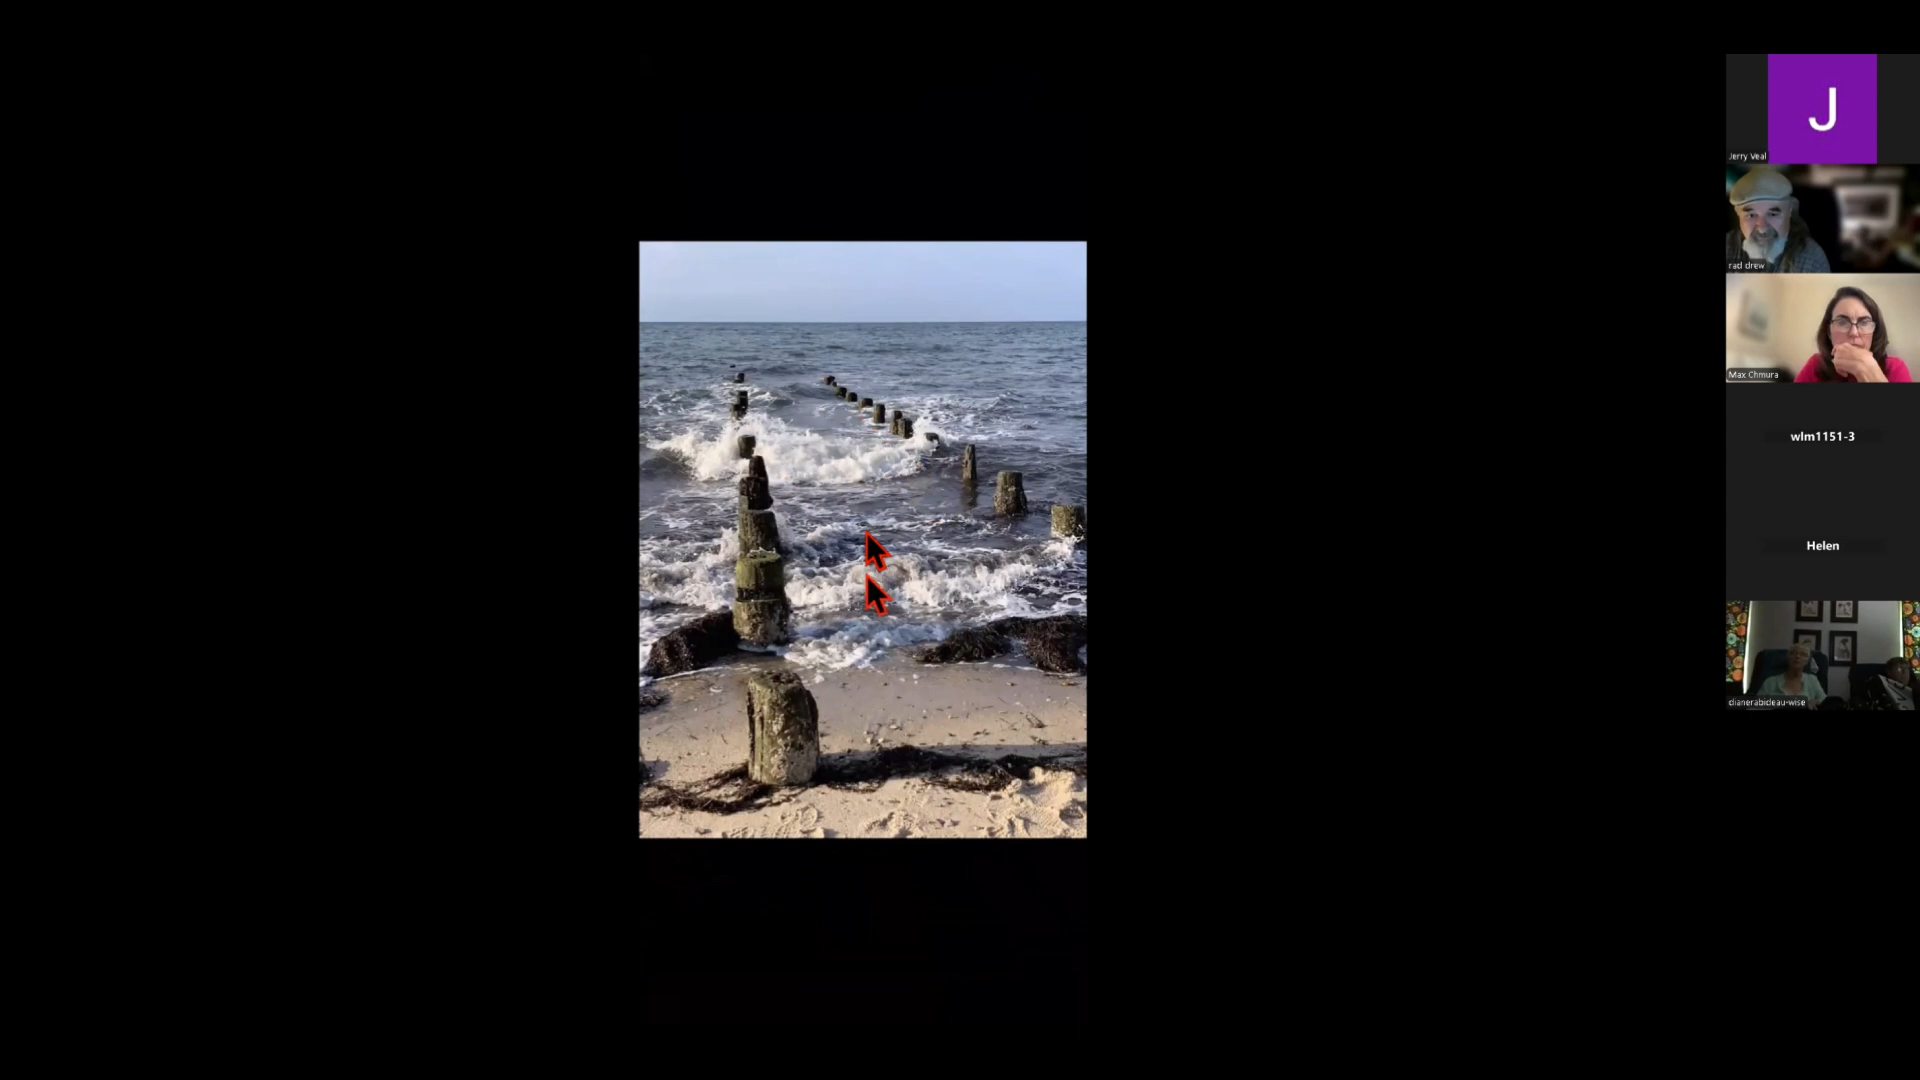 J
Jerry Veal
rad drew
Max Chmura
wlm1151-3
Helen
dianerabideau-wise